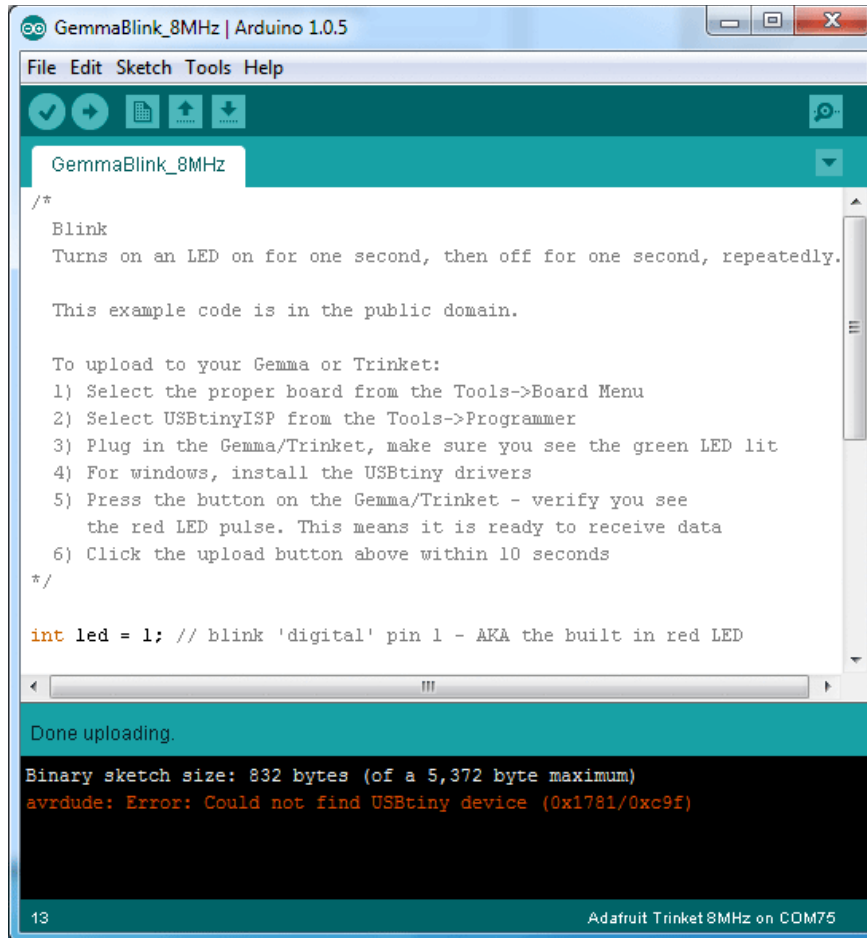 GemmaBlink_8MHz | Arduino 1.0.5
File Edit Sketch Tools Help
GemmaBlink_8MHz
/*
Blink
Turns on an LED on for one second, then off for one second, repeatedly.
This example code is in the public domain.
To upload to your Gemma or Trinket:
1) Select the proper board from the Tools->Board Menu
2) Select USBtinyISP from the Tools->Programmer
3) Plug in the Gemma/Trinket, make sure you see the green LED lit
4) For windows, install the USBtiny drivers
5) Press the button on the Gemma/Trinket - verify you see
the red LED pulse. This means it is ready to receive data
6) Click the upload button above within 10 seconds
*/
int led = 1; // blink 'digital' pin 1 - AKA the built in red LED
Done uploading.
Binary sketch size: 832 bytes (of a 5,372 byte maximum)
avrdude: Error: Could not find USBtiny device (0x1781/0xc9f)
13
Adafruit Trinket 8MHz on COM75